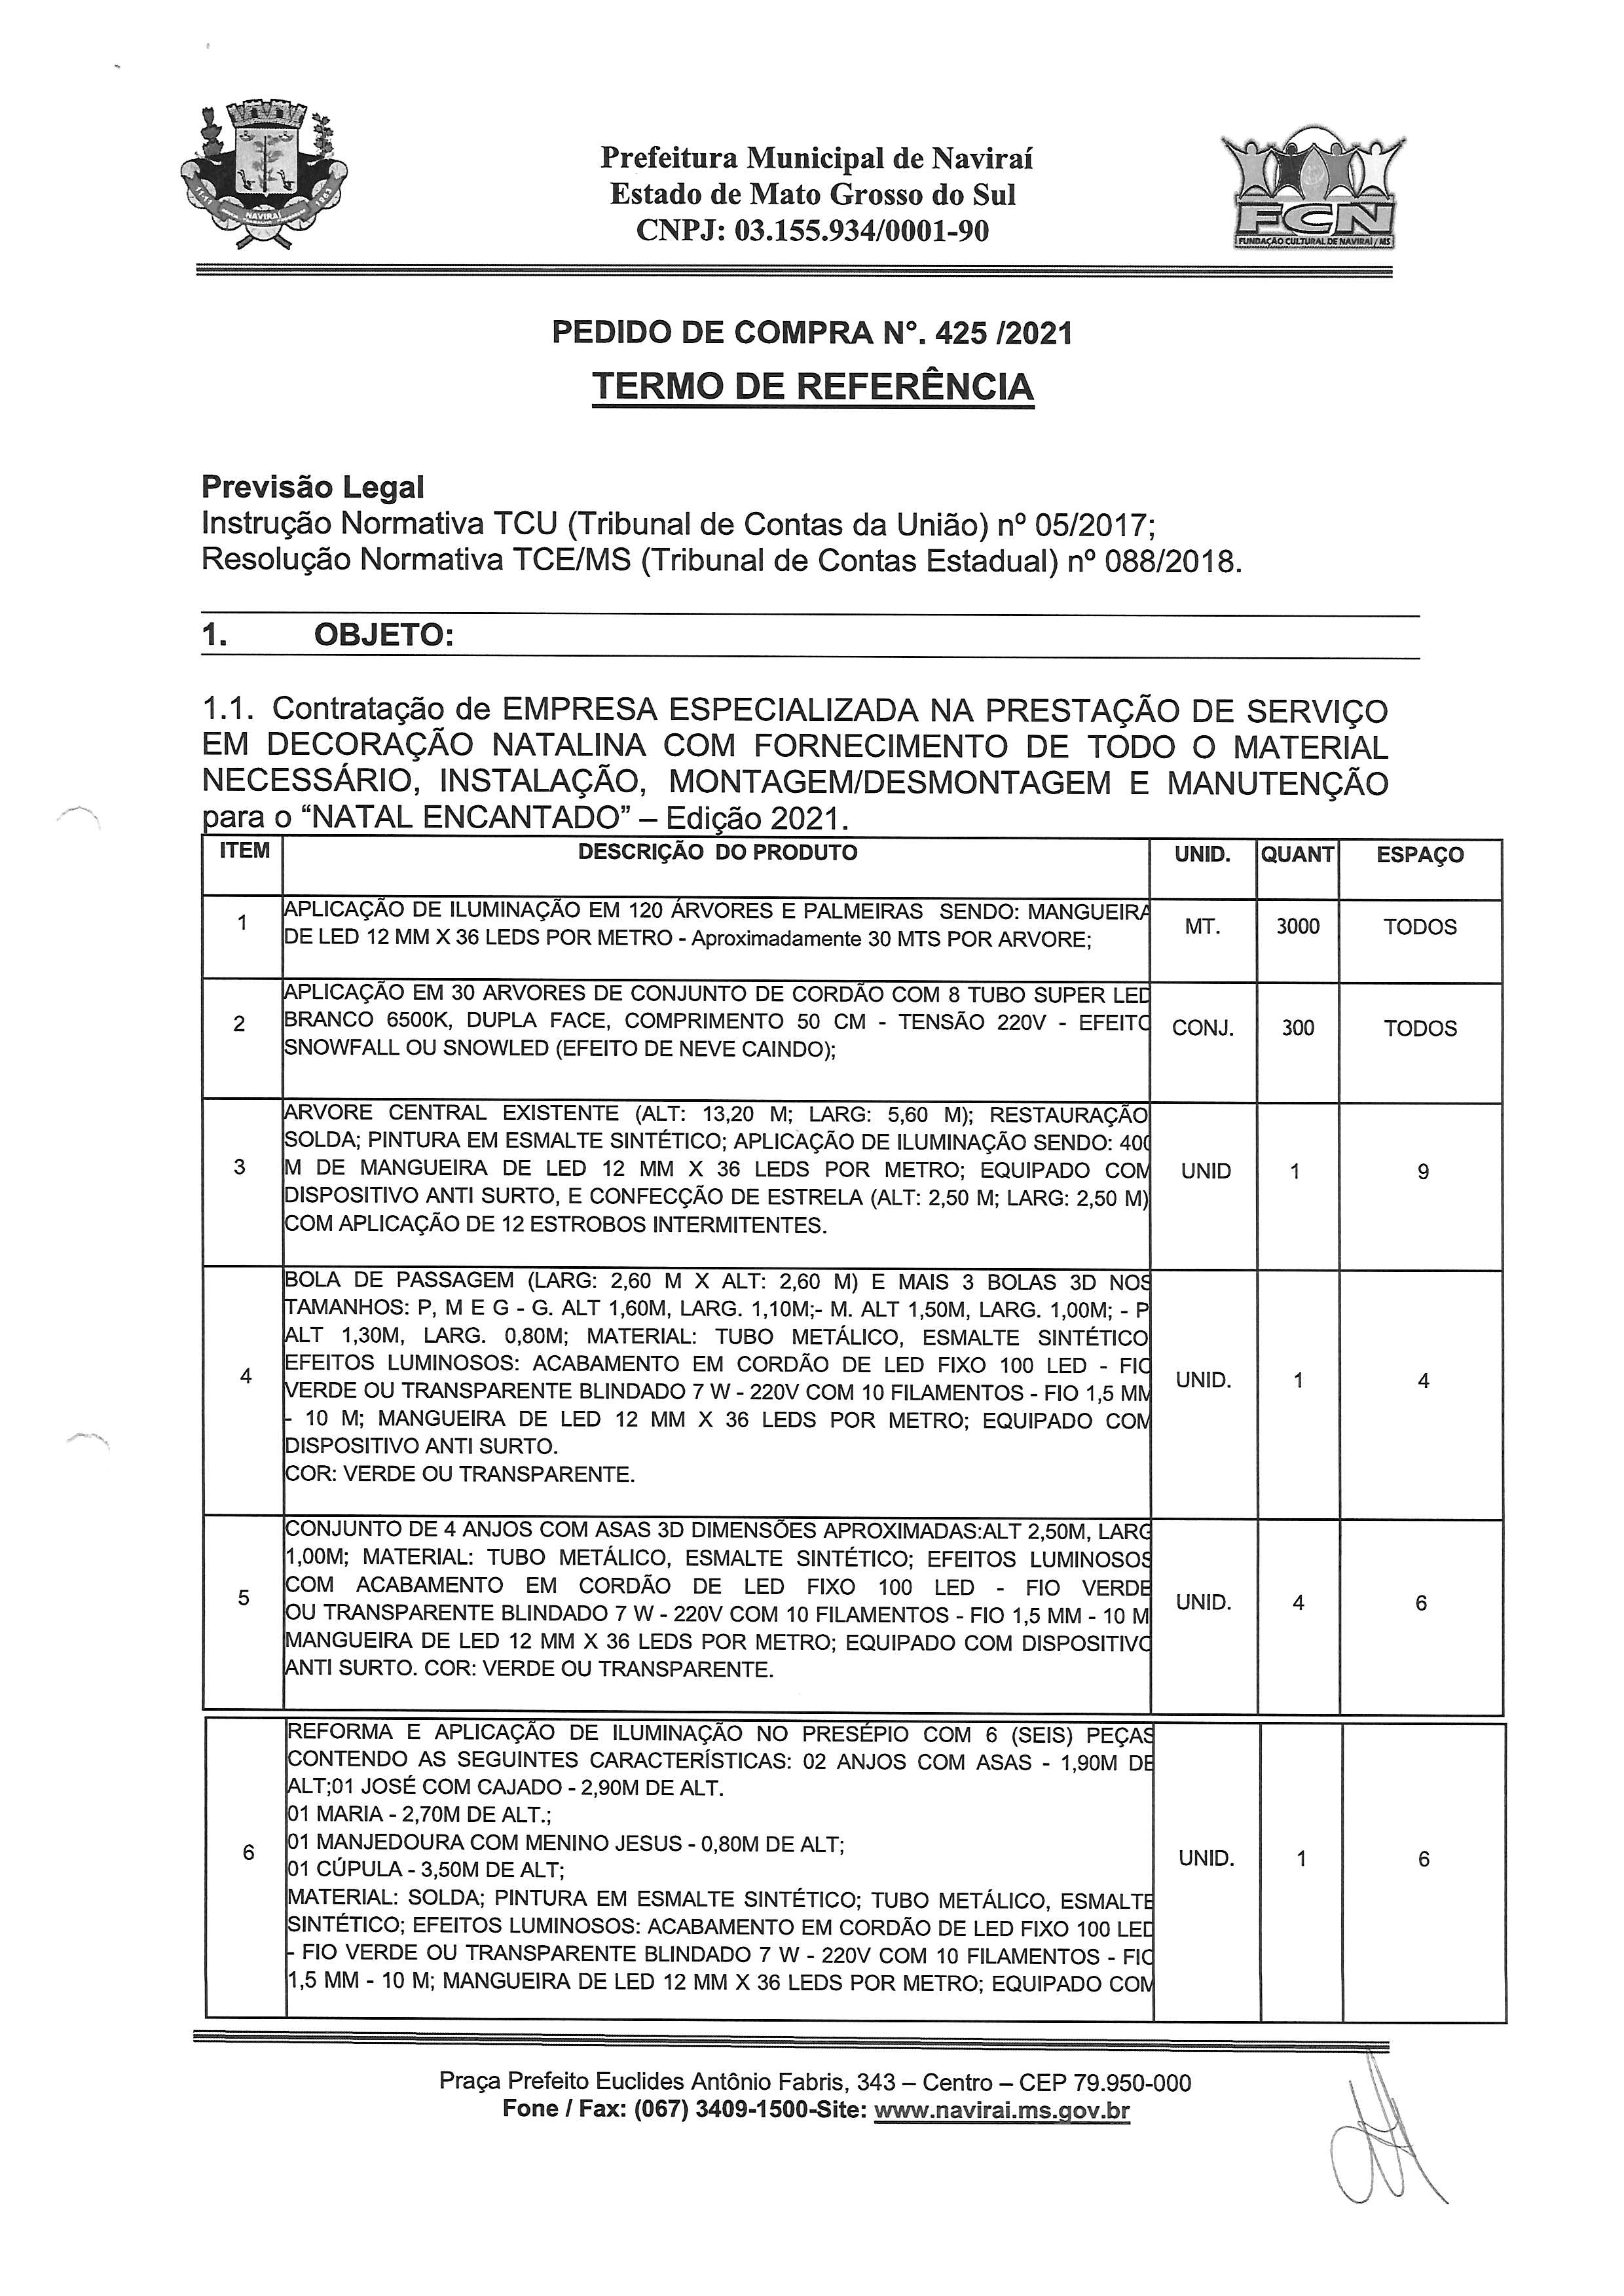 NAVIRAÍ
FCN
FUNDAÇÃO CULTURAL DE NAVIRAÍ / MS
Prefeitura Municipal de Naviraí
Estado de Mato Grosso do Sul
CNPJ: 03.155.934/0001-90
PEDIDO DE COMPRA N°. 425 /2021
TERMO DE REFERÊNCIA
Previsão Legal
Instrução Normativa TCU (Tribunal de Contas da União) nº 05/2017;
Resolução Normativa TCE/MS (Tribunal de Contas Estadual) nº 088/2018.
1. OBJETO:
1.1. Contratação de EMPRESA ESPECIALIZADA NA PRESTAÇÃO DE SERVIÇO
EM DECORAÇÃO NATALINA COM FORNECIMENTO DE TODO O MATERIAL
NECESSÁRIO, INSTALAÇÃO, MONTAGEM/DESMONTAGEM E MANUTENÇÃO
para o “NATAL ENCANTADO” – Edição 2021.
ITEM DESCRIÇÃO DO PRODUTO UNID. QUANT ESPAÇO
1 MT. 3000 TODOS
APLICAÇÃO DE ILUMINAÇÃO EM 120 ÁRVORES E PALMEIRAS SENDO: MANGUEIRA
DE LED 12 MM X 36 LEDS POR METRO - Aproximadamente 30 MTS POR ARVORE;
2 CONJ. 300 TODOS
APLICAÇÃO EM 30 ARVORES DE CONJUNTO DE CORDÃO COM 8 TUBO SUPER LED
BRANCO 6500K, DUPLA FACE, COMPRIMENTO 50 CM - TENSÃO 220V - EFEITO
SNOWFALL OU SNOWLED (EFEITO DE NEVE CAINDO);
3 UNID 1 9
ARVORE CENTRAL EXISTENTE (ALT: 13,20 M; LARG: 5,60 M); RESTAURAÇÃO
SOLDA; PINTURA EM ESMALTE SINTÉTICO; APLICAÇÃO DE ILUMINAÇÃO SENDO: 400
M DE MANGUEIRA DE LED 12 MM X 36 LEDS POR METRO; EQUIPADO COM
DISPOSITIVO ANTI SURTO, E CONFECÇÃO DE ESTRELA (ALT: 2,50 M; LARG: 2,50 M)
COM APLICAÇÃO DE 12 ESTROBOS INTERMITENTES.
4 UNID. 1 4
BOLA DE PASSAGEM (LARG: 2,60 M X ALT: 2,60 M) E MAIS 3 BOLAS 3D NOS
TAMANHOS: P, M E G - G. ALT 1,60M, LARG. 1,10M;- M. ALT 1,50M, LARG. 1,00M; - P
ALT 1,30M, LARG. 0,80M; MATERIAL: TUBO METÁLICO, ESMALTE SINTÉTICO
EFEITOS LUMINOSOS: ACABAMENTO EM CORDÃO DE LED FIXO 100 LED - FIO
VERDE OU TRANSPARENTE BLINDADO 7 W - 220V COM 10 FILAMENTOS - FIO 1,5 MM
- 10 M; MANGUEIRA DE LED 12 MM X 36 LEDS POR METRO; EQUIPADO COM
DISPOSITIVO ANTI SURTO.
COR: VERDE OU TRANSPARENTE.
5 UNID. 4 6
CONJUNTO DE 4 ANJOS COM ASAS 3D DIMENSÕES APROXIMADAS:ALT 2,50M, LARG
1,00M; MATERIAL: TUBO METÁLICO, ESMALTE SINTÉTICO; EFEITOS LUMINOSOS
COM ACABAMENTO EM CORDÃO DE LED FIXO 100 LED - FIO VERDE
OU TRANSPARENTE BLINDADO 7 W - 220V COM 10 FILAMENTOS - FIO 1,5 MM - 10 M
MANGUEIRA DE LED 12 MM X 36 LEDS POR METRO; EQUIPADO COM DISPOSITIVO
ANTI SURTO. COR: VERDE OU TRANSPARENTE.
6 UNID. 1 6
REFORMA E APLICAÇÃO DE ILUMINAÇÃO NO PRESÉPIO COM 6 (SEIS) PEÇAS
CONTENDO AS SEGUINTES CARACTERÍSTICAS: 02 ANJOS COM ASAS - 1,90M DE
ALT;01 JOSÉ COM CAJADO - 2,90M DE ALT.
01 MARIA - 2,70M DE ALT.;
01 MANJEDOURA COM MENINO JESUS - 0,80M DE ALT;
01 CÚPULA - 3,50M DE ALT;
MATERIAL: SOLDA; PINTURA EM ESMALTE SINTÉTICO; TUBO METÁLICO, ESMALTE
SINTÉTICO; EFEITOS LUMINOSOS: ACABAMENTO EM CORDÃO DE LED FIXO 100 LED
- FIO VERDE OU TRANSPARENTE BLINDADO 7 W - 220V COM 10 FILAMENTOS - FIO
1,5 MM - 10 M; MANGUEIRA DE LED 12 MM X 36 LEDS POR METRO; EQUIPADO COM
Praça Prefeito Euclides Antônio Fabris, 343 – Centro – CEP 79.950-000
Fone / Fax: (067) 3409-1500-Site: www.navirai.ms.gov.br